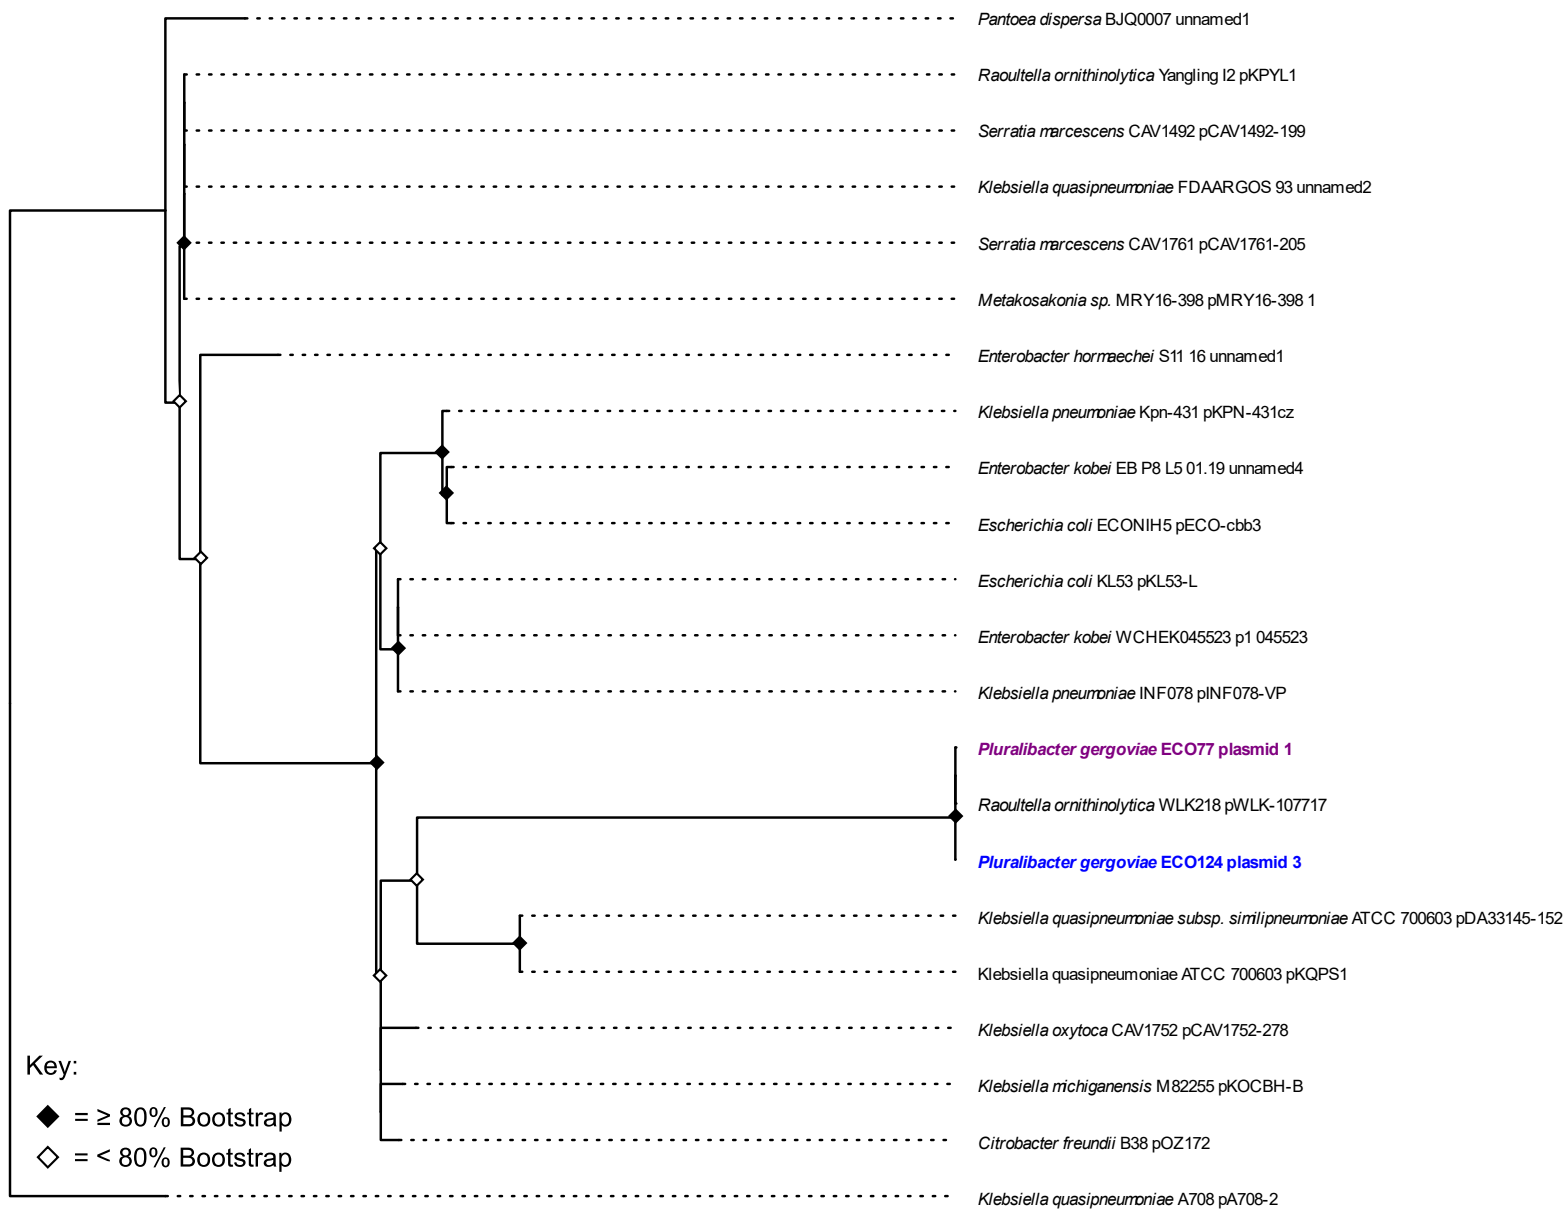 Pantoea dispersa BJQ0007 unnamed1
Raoultella ornithinolytica Yangling I2 pKPYL1
Serratia marcescens CAV1492 pCAV1492-199
Klebsiella quasipneumoniae FDAARGOS 93 unnamed2
Serratia marcescens CAV1761 pCAV1761-205
Metakosakonia sp. MRY16-398 pMRY16-398 1
Enterobacter hormaechei S11 16 unnamed1
Klebsiella pneumoniae Kpn-431 pKPN-431cz
Enterobacter kobei EB P8 L5 01.19 unnamed4
Escherichia coli ECONIH5 pECO-cbb3
Escherichia coli KL53 pKL53-L
Enterobacter kobei WCHEK045523 p1 045523
Klebsiella pneumoniae INF078 pINF078-VP
Pluralibacter gergoviae ECO77 plasmid 1
Raoultella ornithinolytica WLK218 pWLK-107717
Pluralibacter gergoviae ECO124 plasmid 3
Klebsiella quasipneumoniae subsp. similipneumoniae ATCC 700603 pDA33145-152
Klebsiella quasipneumoniae ATCC 700603 pKQPS1
Klebsiella oxytoca CAV1752 pCAV1752-278
Klebsiella michiganensis M82255 pKOCBH-B
Citrobacter freundii B38 pOZ172
Klebsiella quasipneumoniae A708 pA708-2
Key:
= ≥ 80% Bootstrap
= < 80% Bootstrap